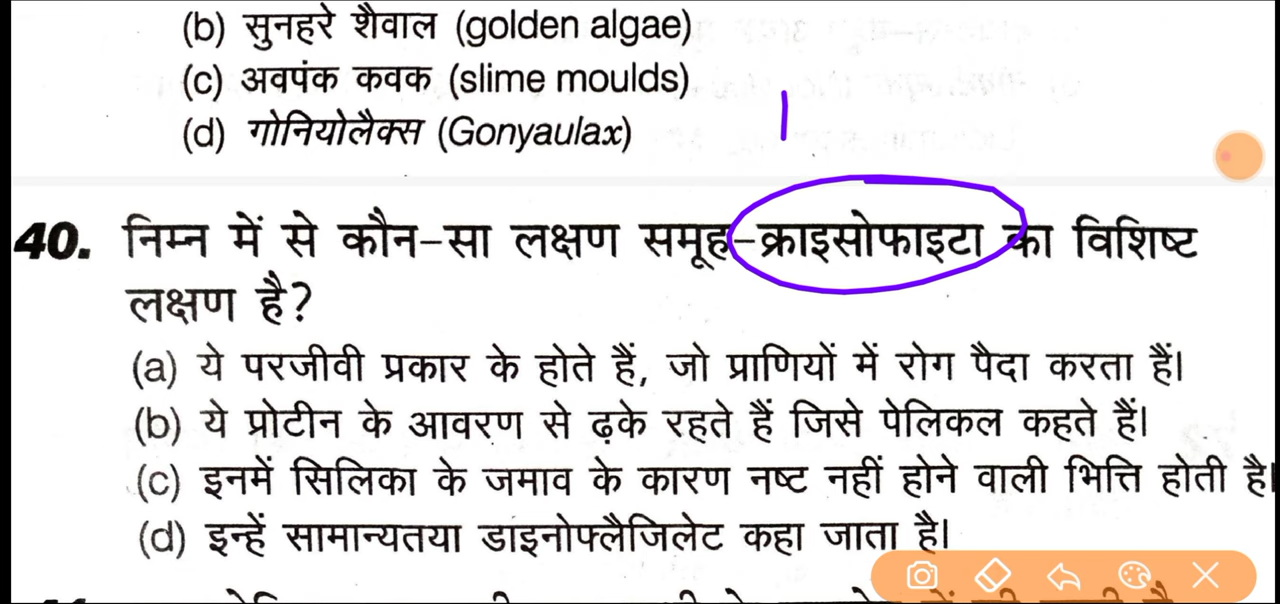 (b) सुनहरे शैवाल (golden algae)
(c) अवपंक कवक (slime moulds)
(d) गोनियोलैक्स (Gonyaulax)
40. निम्न में से कौन-सा लक्षण समूह-क्राइसोफाइटा का विशिष्ट
लक्षण है?
(a) ये परजीवी प्रकार के होते हैं, जो प्राणियों में रोग पैदा करता हैं।
(b) ये प्रोटीन के आवरण से ढ़के रहते हैं जिसे पेलिकल कहते हैं।
(c) इनमें सिलिका के जमाव के कारण नष्ट नहीं होने वाली भित्ति होती है।
(d) इन्हें सामान्यतया डाइनोफ्लैजिलेट कहा जाता है।